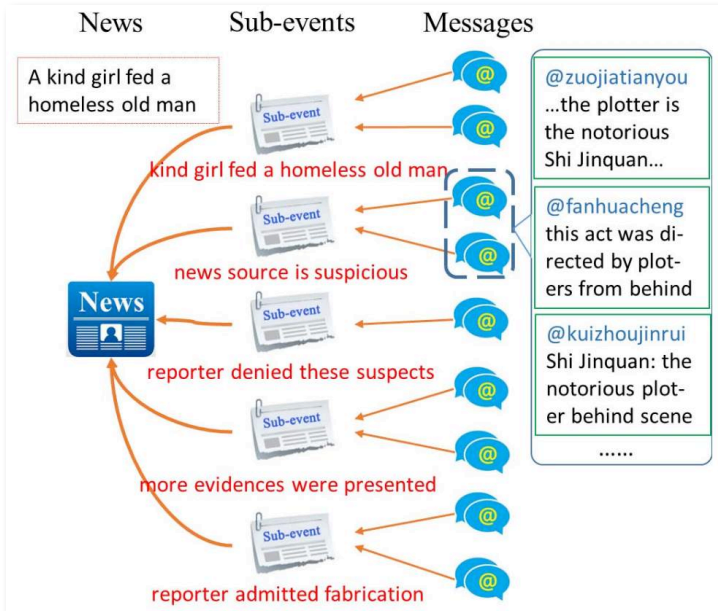 News
Sub-events
Messages
A kind girl fed a
homeless old man
Sub-event
kind girl fed a homeless old man
Sub-event
news source is suspicious
News
Sub-event
reporter denied these suspects
Sub-event
more evidences were presented
Sub-event
reporter admitted fabrication
@
@
@
@
@
@
@
@
@
@zuojiatianyou
...the plotter is
the notorious
Shi Jinquan...
@fanhuacheng
this act was di-
rected by plot-
ters from behind
@kuizhoujinrui
Shi Jinquan: the
notorious plot-
er behind scene
......